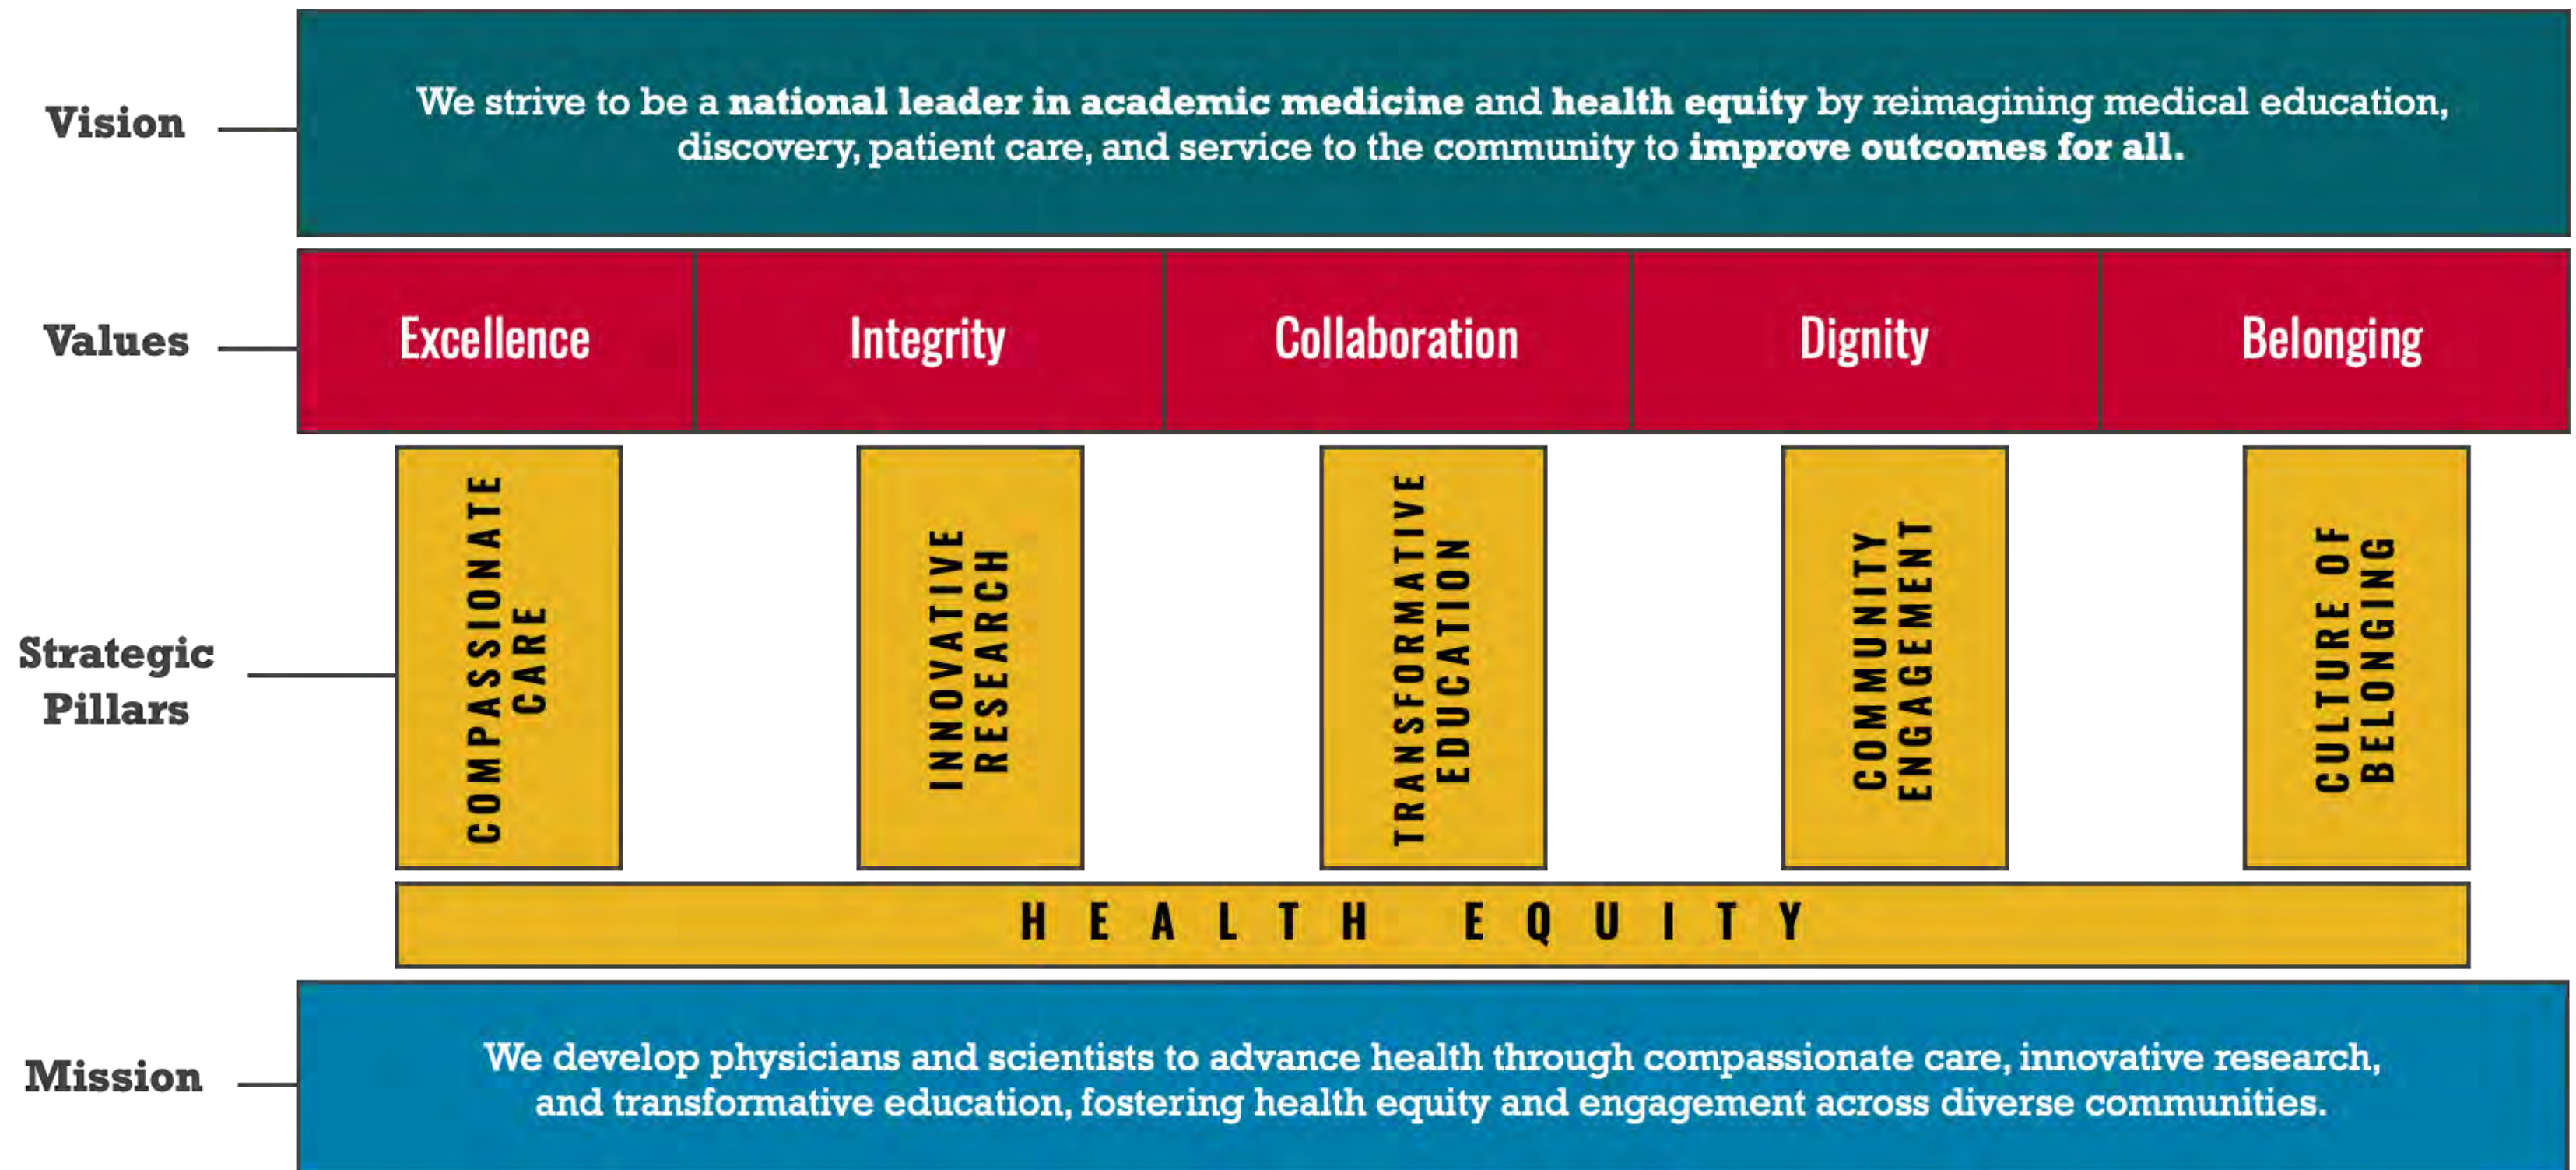 Vision
We strive to be a national leader in academic medicine and health equity by reimagining medical education,
discovery, patient care, and service to the community to improve outcomes for all.
Values
Excellence
Integrity
Collaboration
Dignity
Belonging
Strategic
Pillars
COMPASSIONATE
CARE
INNOVATIVE
RESEARCH
TRANSFORMATIVE
EDUCATION
COMMUNITY
ENGAGEMENT
CULTURE OF
BELONGING
HEALTH EQUITY
Mission
We develop physicians and scientists to advance health through compassionate care, innovative research,
and transformative education, fostering health equity and engagement across diverse communities.